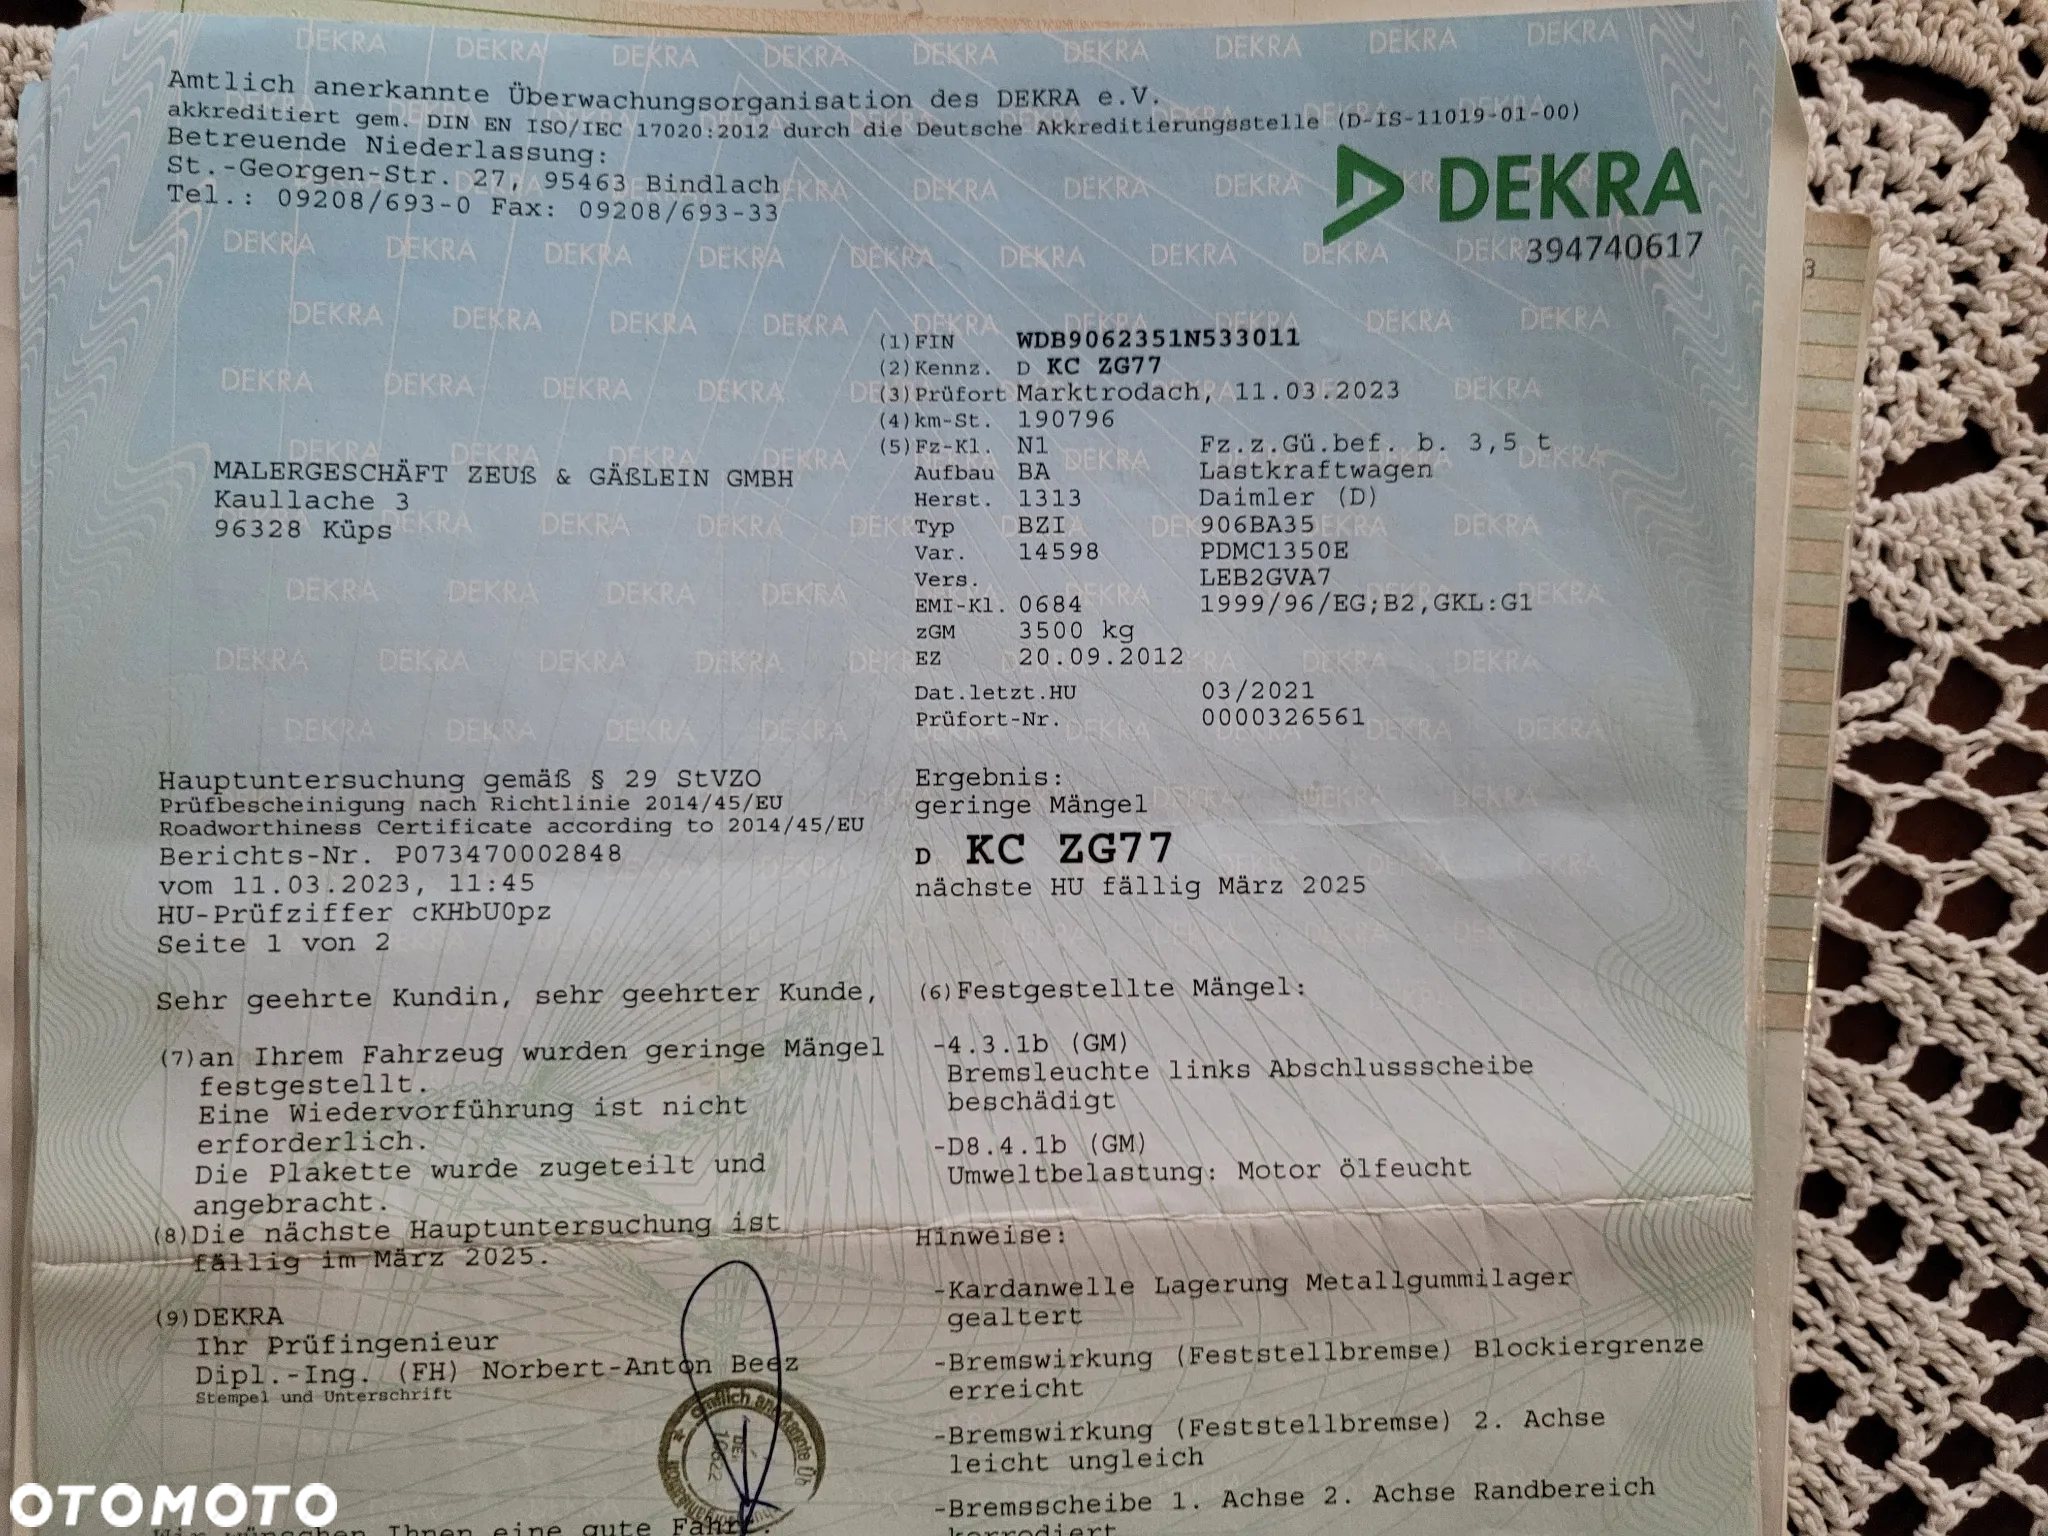 Amtlich anerkannte Überwachungsorganisation des DEKRA e.V.
akkreditiert gem. DIN EN ISO/IEC 17020:2012 durch die Deutsche Akkreditierungsstelle (D-IS-11019-01-00)
Betreuende Niederlassung:
St.-Georgen-Str. 27, 95463 Bindlach
Tel.: 09208/693-0 Fax: 09208/693-33
DEKRA
394740617
(1) FIN WDB9062351N533011
(2) Kennz. D KC ZG77
(3) Prüfort Marktrodach, 11.03.2023
(4) km-St. 190796
(5) Fz-Kl. N1 Fz.z.Gü.bef. b. 3,5 t
Aufbau BA Lastkraftwagen
Herst. 1313 Daimler (D)
Typ BZI 906BA35
Var. 14598 PDMC1350E
Vers. LEB2GVA7
EMI-Kl. 0684 1999/96/EG;B2,GKL:G1
zGM 3500 kg
EZ 20.09.2012
Dat.letzt.HU 03/2021
Prüfort-Nr. 0000326561
MALERGESCHÄFT ZEUß & GÄßLEIN GMBH
Kaullache 3
96328 Küps
Hauptuntersuchung gemäß § 29 StVZO
Prüfbescheinigung nach Richtlinie 2014/45/EU
Roadworthiness Certificate according to 2014/45/EU
Berichts-Nr. P073470002848
vom 11.03.2023, 11:45
HU-Prüfziffer cKHbU0pz
Seite 1 von 2
Ergebnis:
geringe Mängel
D KC ZG77
nächste HU fällig März 2025
Sehr geehrte Kundin, sehr geehrter Kunde,
(7) an Ihrem Fahrzeug wurden geringe Mängel
festgestellt.
Eine Wiedervorführung ist nicht
erforderlich.
Die Plakette wurde zugeteilt und
angebracht.
(8) Die nächste Hauptuntersuchung ist
fällig im März 2025.
(9) DEKRA
Ihr Prüfingenieur
Dipl.-Ing. (FH) Norbert-Anton Beez
Stempel und Unterschrift
Wir wünschen Ihnen eine gute Fahrt.
(6) Festgestellte Mängel:
-4.3.1b (GM)
Bremsleuchte links Abschlussscheibe
beschädigt
-D8.4.1b (GM)
Umweltbelastung: Motor ölfeucht
Hinweise:
-Kardanwelle Lagerung Metallgummilager
gealtert
-Bremswirkung (Feststellbremse) Blockiergrenze
erreicht
-Bremswirkung (Feststellbremse) 2. Achse
leicht ungleich
-Bremsscheibe 1. Achse 2. Achse Randbereich
korrodiert
OTOMOTO